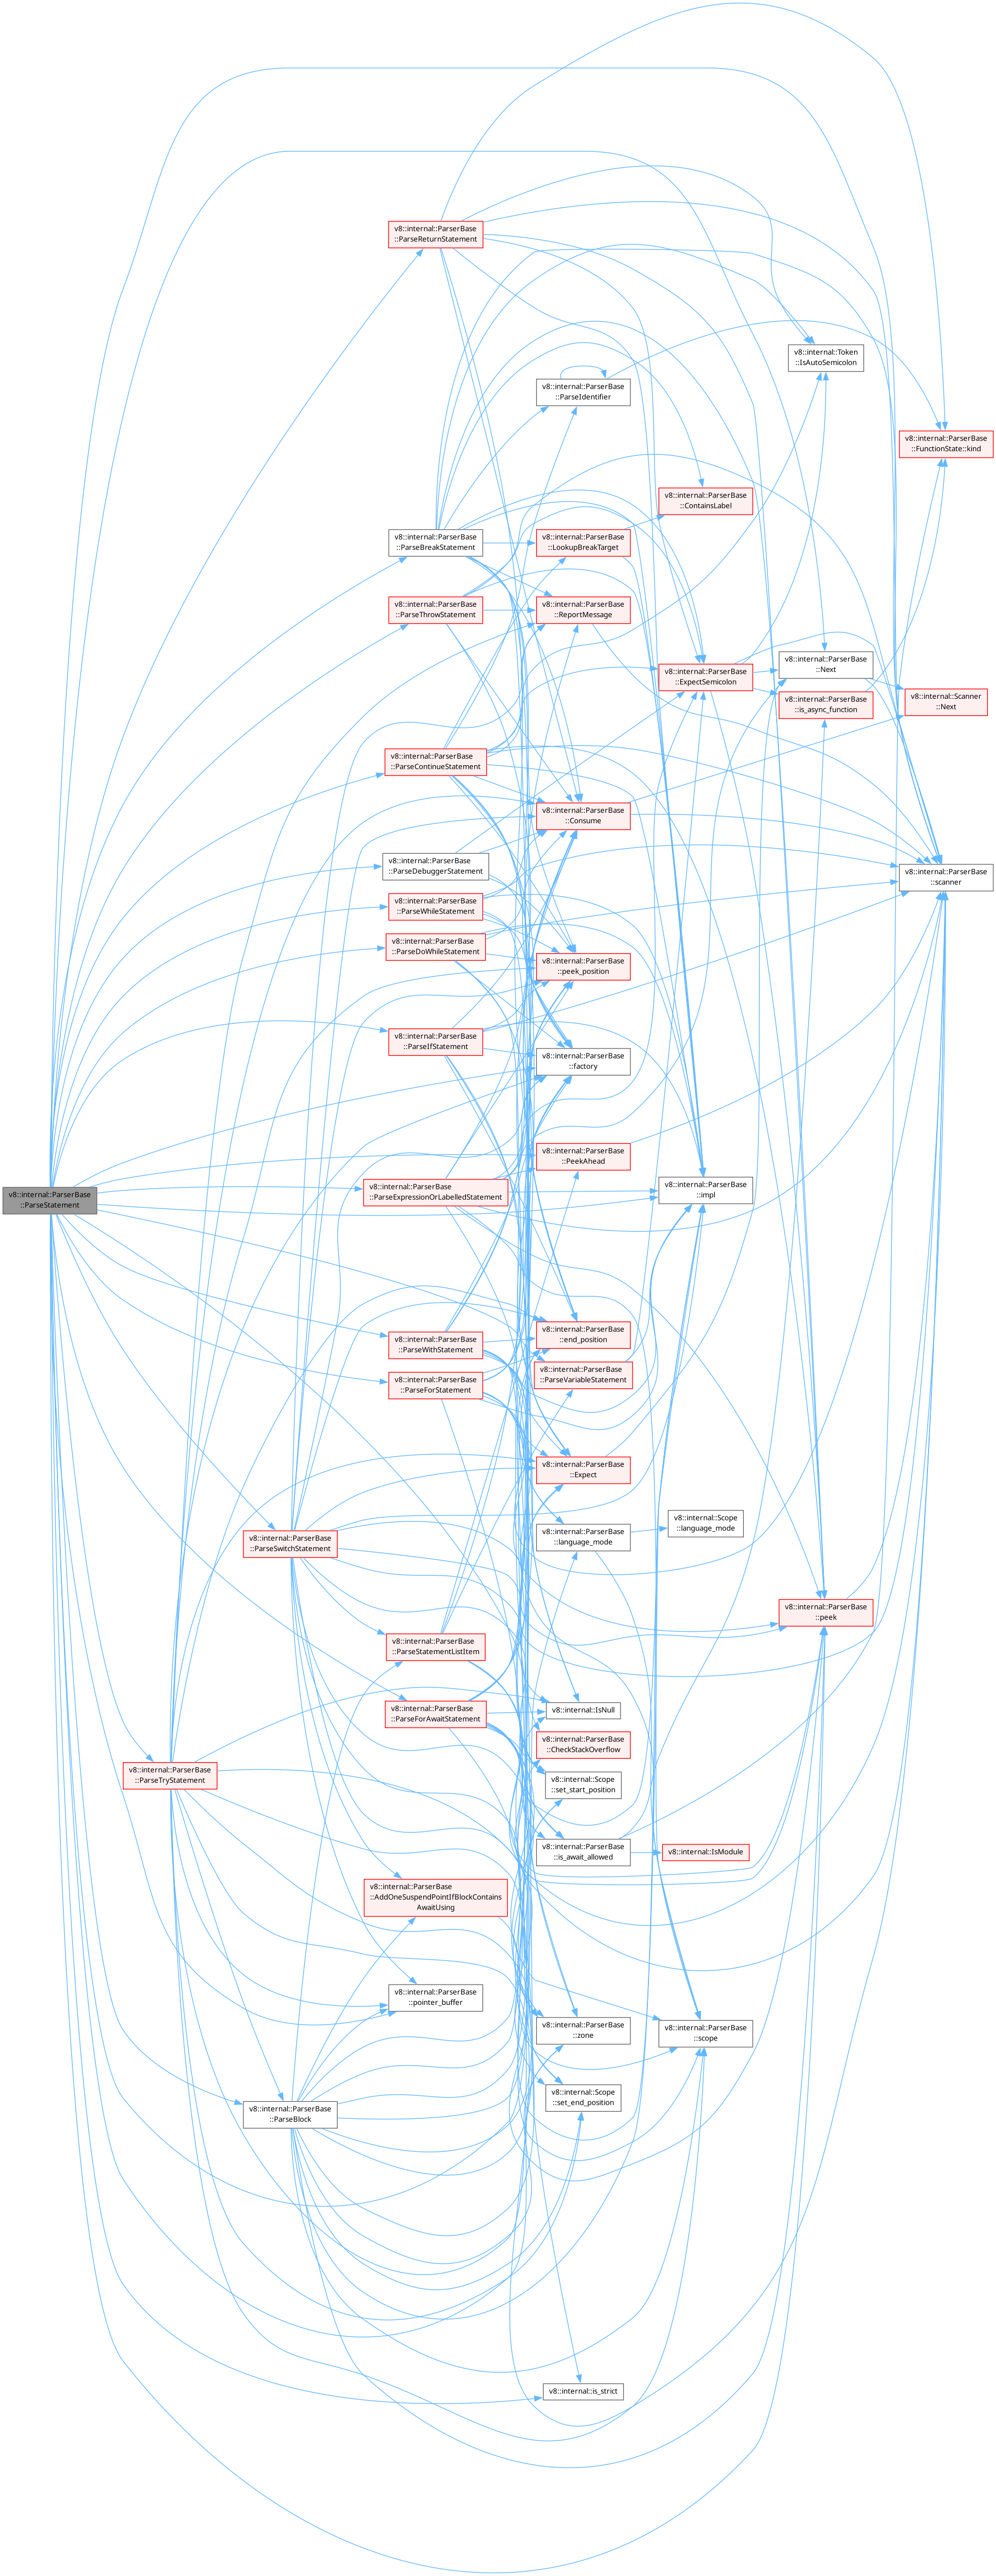 v8::internal::ParserBase
::ParseStatement
v8::internal::ParserBase
::ParseReturnStatement
v8::internal::Token
::IsAutoSemicolon
v8::internal::ParserBase
::ParseIdentifier
v8::internal::ParserBase
::FunctionState::kind
v8::internal::ParserBase
::ContainsLabel
v8::internal::ParserBase
::ParseBreakStatement
v8::internal::ParserBase
::LookupBreakTarget
v8::internal::ParserBase
::ParseThrowStatement
v8::internal::ParserBase
::ReportMessage
v8::internal::ParserBase
::ExpectSemicolon
v8::internal::ParserBase
::Next
v8::internal::ParserBase
::is_async_function
v8::internal::Scanner
::Next
v8::internal::ParserBase
::ParseContinueStatement
v8::internal::ParserBase
::Consume
v8::internal::ParserBase
::ParseDebuggerStatement
v8::internal::ParserBase
::scanner
v8::internal::ParserBase
::ParseWhileStatement
v8::internal::ParserBase
::ParseDoWhileStatement
v8::internal::ParserBase
::peek_position
v8::internal::ParserBase
::ParseIfStatement
v8::internal::ParserBase
::factory
v8::internal::ParserBase
::PeekAhead
v8::internal::ParserBase
::ParseExpressionOrLabelledStatement
v8::internal::ParserBase
::impl
v8::internal::ParserBase
::ParseWithStatement
v8::internal::ParserBase
::end_position
v8::internal::ParserBase
::ParseForStatement
v8::internal::ParserBase
::ParseVariableStatement
v8::internal::ParserBase
::Expect
v8::internal::ParserBase
::ParseSwitchStatement
v8::internal::ParserBase
::language_mode
v8::internal::Scope
::language_mode
v8::internal::ParserBase
::peek
v8::internal::ParserBase
::ParseStatementListItem
v8::internal::ParserBase
::ParseForAwaitStatement
v8::internal::IsNull
v8::internal::ParserBase
::CheckStackOverflow
v8::internal::ParserBase
::ParseTryStatement
v8::internal::Scope
::set_start_position
v8::internal::ParserBase
::is_await_allowed
v8::internal::IsModule
v8::internal::ParserBase
::AddOneSuspendPointIfBlockContains
AwaitUsing
v8::internal::ParserBase
::pointer_buffer
v8::internal::ParserBase
::zone
v8::internal::ParserBase
::scope
v8::internal::ParserBase
::ParseBlock
v8::internal::Scope
::set_end_position
v8::internal::is_strict